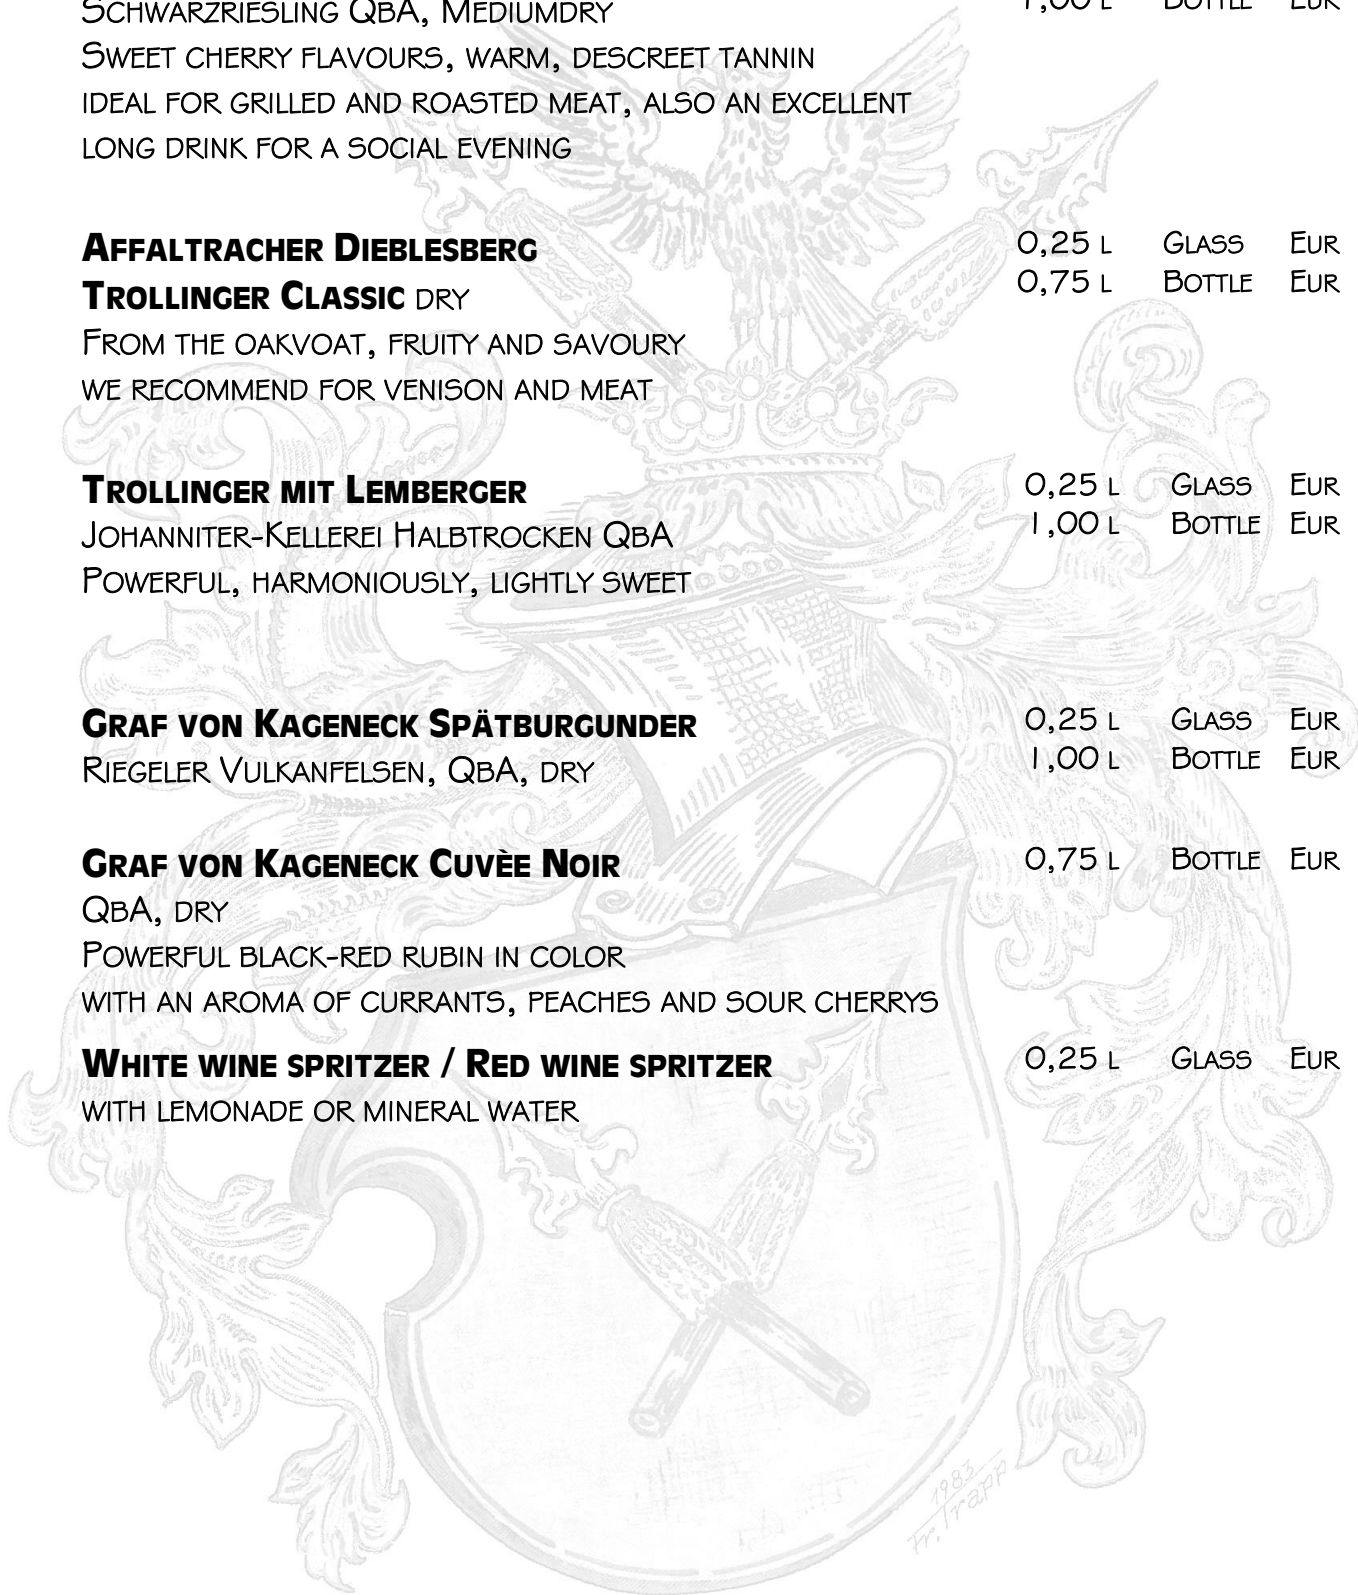 Schwarzriesling QbA, Mediumdry 1,00 l Bottle Eur
Sweet cherry flavours, warm, descreet tannin
ideal for grilled and roasted meat, also an excellent
long drink for a social evening
Affaltracher Dieblesberg 0,25 l Glass Eur
Trollinger Classic dry 0,75 l Bottle Eur
From the oakvoat, fruity and savoury
we recommend for venison and meat
Trollinger mit Lemberger 0,25 l Glass Eur
Johanniter-Kellerei Halbtrocken QbA 1,00 l Bottle Eur
Powerful, harmoniously, lightly sweet
Graf von Kageneck Spätburgunder 0,25 l Glass Eur
Riegeler Vulkanfelsen, QbA, dry 1,00 l Bottle Eur
Graf von Kageneck Cuvèe Noir 0,75 l Bottle Eur
QbA, dry
Powerful black-red rubin in color
with an aroma of currants, peaches and sour cherrys
White wine spritzer / Red wine spritzer 0,25 l Glass Eur
with lemonade or mineral water
1983
Fr. Trapp